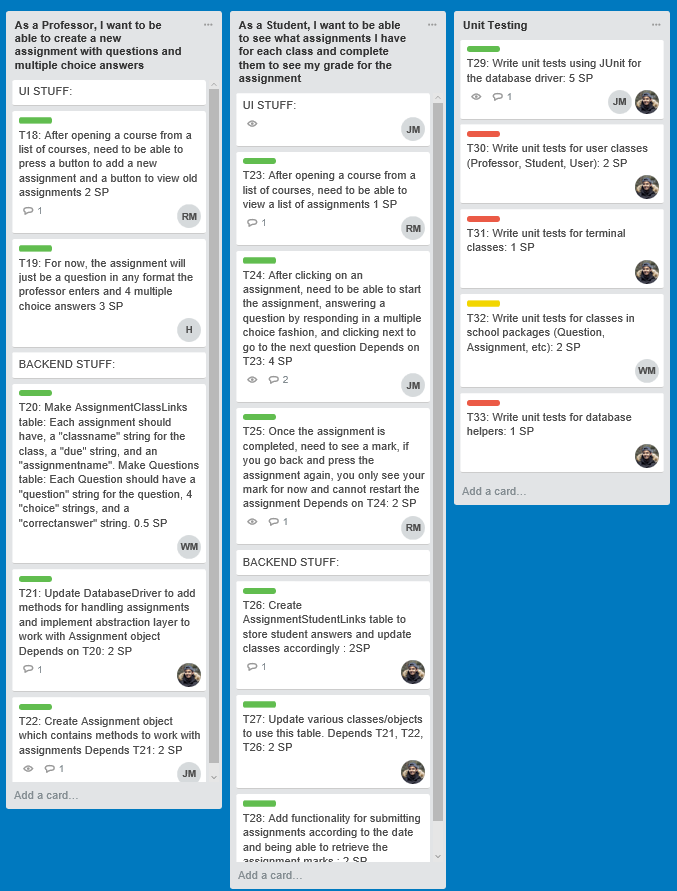 As a Professor, I want to be
able to create a new
assignment with questions and
multiple choice answers
UI STUFF:
T18: After opening a course from a
list of courses, need to be able to
press a button to add a new
assignment and a button to view old
assignments 2 SP
1
RM
T19: For now, the assignment will
just be a question in any format the
professor enters and 4 multiple
choice answers 3 SP
H
BACKEND STUFF:
T20: Make AssignmentClassLinks
table: Each assignment should
have, a "classname" string for the
class, a "due" string, and an
"assignmentname". Make Questions
table: Each Question should have a
"question" string for the question, 4
"choice" strings, and a
"correctanswer" string. 0.5 SP
WM
T21: Update DatabaseDriver to add
methods for handling assignments
and implement abstraction layer to
work with Assignment object
Depends on T20: 2 SP
1
T22: Create Assignment object
which contains methods to work with
assignments Depends T21: 2 SP
1
JM
Add a card...
As a Student, I want to be able
to see what assignments I have
for each class and complete
them to see my grade for the
assignment
UI STUFF:
JM
T23: After opening a course from a
list of courses, need to be able to
view a list of assignments 1 SP
1
RM
T24: After clicking on an
assignment, need to be able to start
the assignment, answering a
question by responding in a multiple
choice fashion, and clicking next to
go to the next question Depends on
T23: 4 SP
2
JM
T25: Once the assignment is
completed, need to see a mark, if
you go back and press the
assignment again, you only see your
mark for now and cannot restart the
assignment Depends on T24: 2 SP
1
RM
BACKEND STUFF:
T26: Create
AssignmentStudentLinks table to
store student answers and update
classes accordingly : 2SP
1
T27: Update various classes/objects
to use this table. Depends T21, T22,
T26: 2 SP
T28: Add functionality for submitting
assignments according to the date
and being able to retrieve the
assignment marks : 2 SP
Add a card...
Unit Testing
T29: Write unit tests using JUnit for
the database driver: 5 SP
1
JM
T30: Write unit tests for user classes
(Professor, Student, User): 2 SP
T31: Write unit tests for terminal
classes: 1 SP
T32: Write unit tests for classes in
school packages (Question,
Assignment, etc): 2 SP
WM
T33: Write unit tests for database
helpers: 1 SP
Add a card...